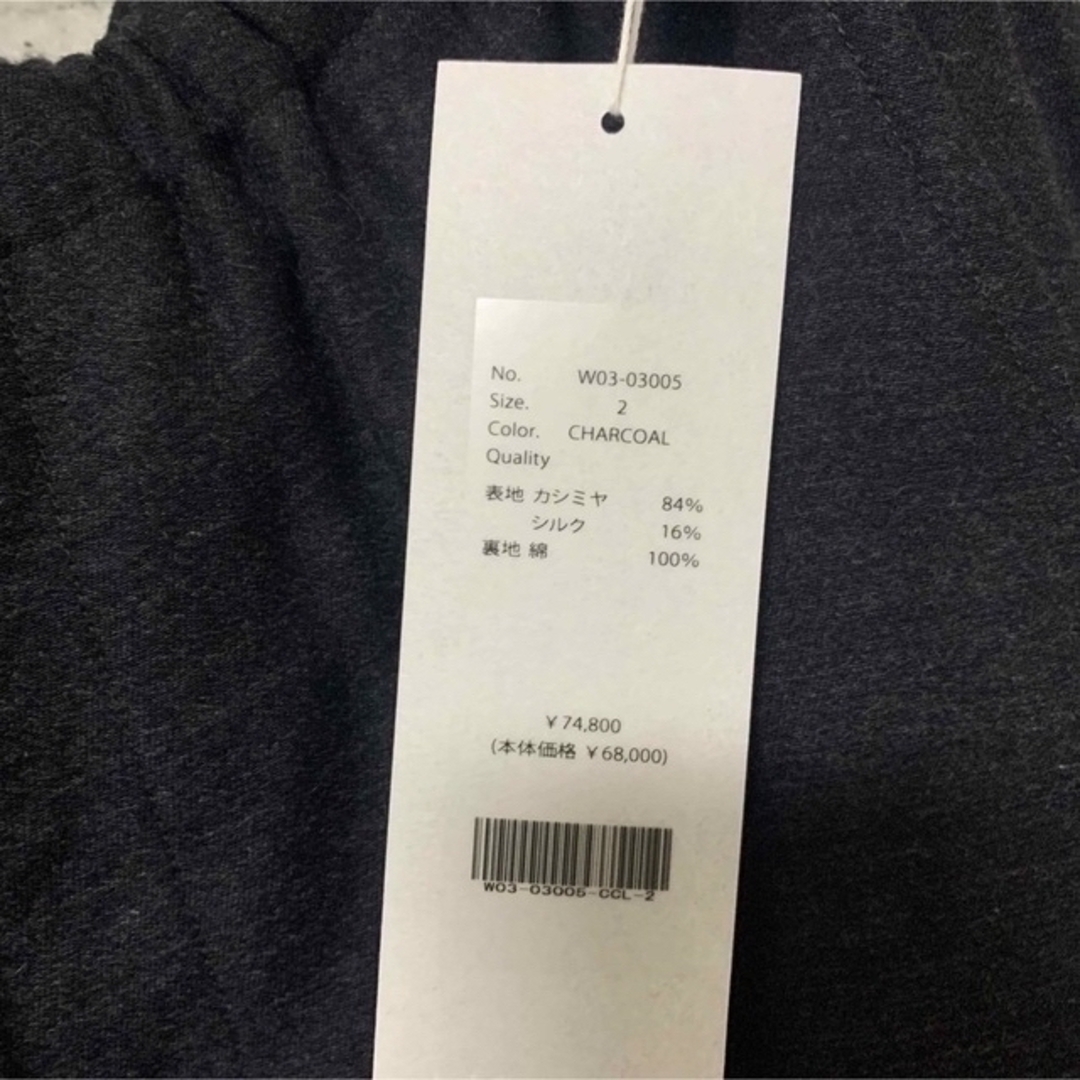 No. W03-03005
Size. 2
Color. CHARCOAL
Quality
表地 カシミヤ 84%
シルク 16%
裏地 綿 100%
¥74,800
(本体価格 ¥68,000)
W03-03005-CCL-2